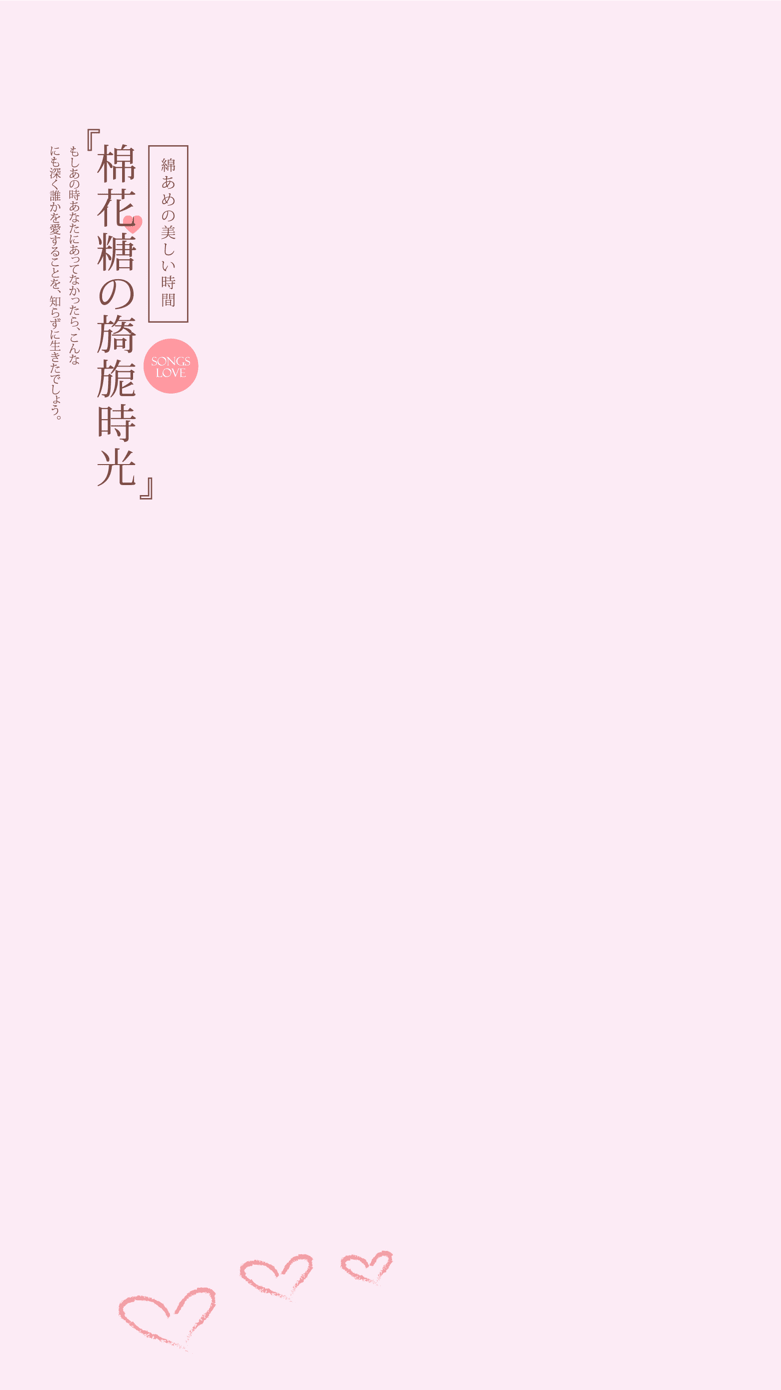 綿あめの美しい時間
SONGS
LOVE
『棉花糖の旖旎時光』
もしあの時あなたにあってなかったら、こんな
にも深く誰かを愛することを、知らずに生きたでしょう。